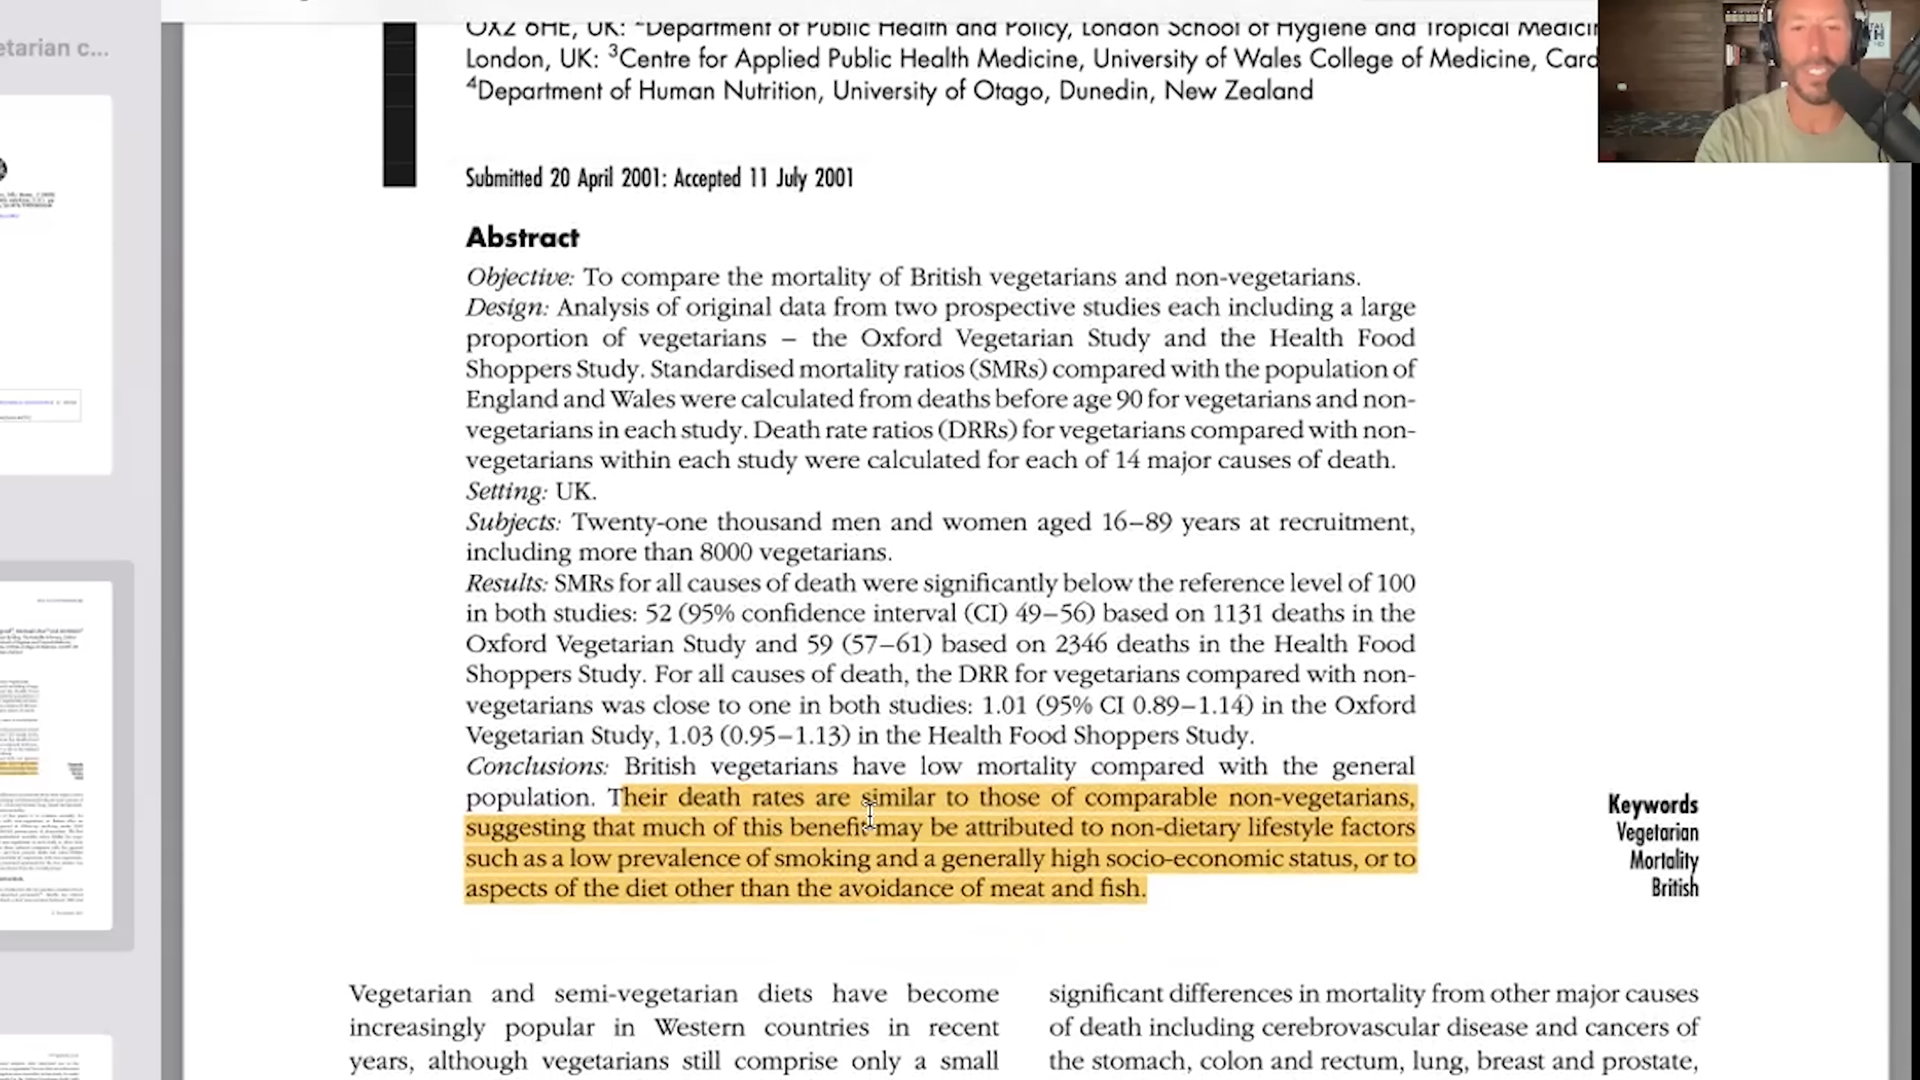 etarian c...
OX2 6HE, UK: 2Department of Public Health and Policy, London School of Hygiene and Tropical Medicin
London, UK: 3Centre for Applied Public Health Medicine, University of Wales College of Medicine, Card
4Department of Human Nutrition, University of Otago, Dunedin, New Zealand
Submitted 20 April 2001: Accepted 11 July 2001
Abstract
Objective: To compare the mortality of British vegetarians and non-vegetarians.
Design: Analysis of original data from two prospective studies each including a large
proportion of vegetarians – the Oxford Vegetarian Study and the Health Food
Shoppers Study. Standardised mortality ratios (SMRs) compared with the population of
England and Wales were calculated from deaths before age 90 for vegetarians and non-
vegetarians in each study. Death rate ratios (DRRs) for vegetarians compared with non-
vegetarians within each study were calculated for each of 14 major causes of death.
Setting: UK.
Subjects: Twenty-one thousand men and women aged 16–89 years at recruitment,
including more than 8000 vegetarians.
Results: SMRs for all causes of death were significantly below the reference level of 100
in both studies: 52 (95% confidence interval (CI) 49–56) based on 1131 deaths in the
Oxford Vegetarian Study and 59 (57–61) based on 2346 deaths in the Health Food
Shoppers Study. For all causes of death, the DRR for vegetarians compared with non-
vegetarians was close to one in both studies: 1.01 (95% CI 0.89–1.14) in the Oxford
Vegetarian Study, 1.03 (0.95–1.13) in the Health Food Shoppers Study.
Conclusions: British vegetarians have low mortality compared with the general
population. Their death rates are similar to those of comparable non-vegetarians,
suggesting that much of this benefit may be attributed to non-dietary lifestyle factors
such as a low prevalence of smoking and a generally high socio-economic status, or to
aspects of the diet other than the avoidance of meat and fish.
Keywords
Vegetarian
Mortality
British
Vegetarian and semi-vegetarian diets have become
increasingly popular in Western countries in recent
years, although vegetarians still comprise only a small
significant differences in mortality from other major causes
of death including cerebrovascular disease and cancers of
the stomach, colon and rectum, lung, breast and prostate,